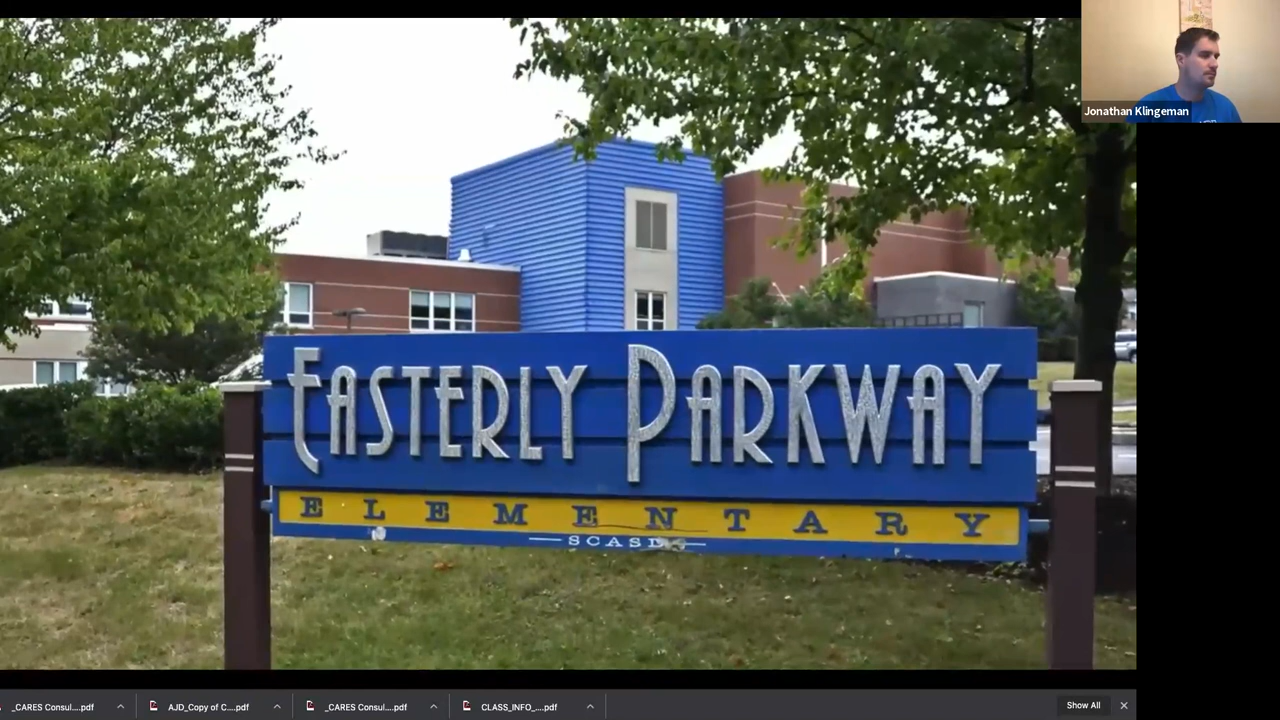 Jonathan Klingeman
EASTERLY PARKWAY
ELEMENTARY
SCASD
_CARES Consul....pdf
AJD_Copy of C....pdf
_CARES Consul....pdf
CLASS_INFO_....pdf
Show All